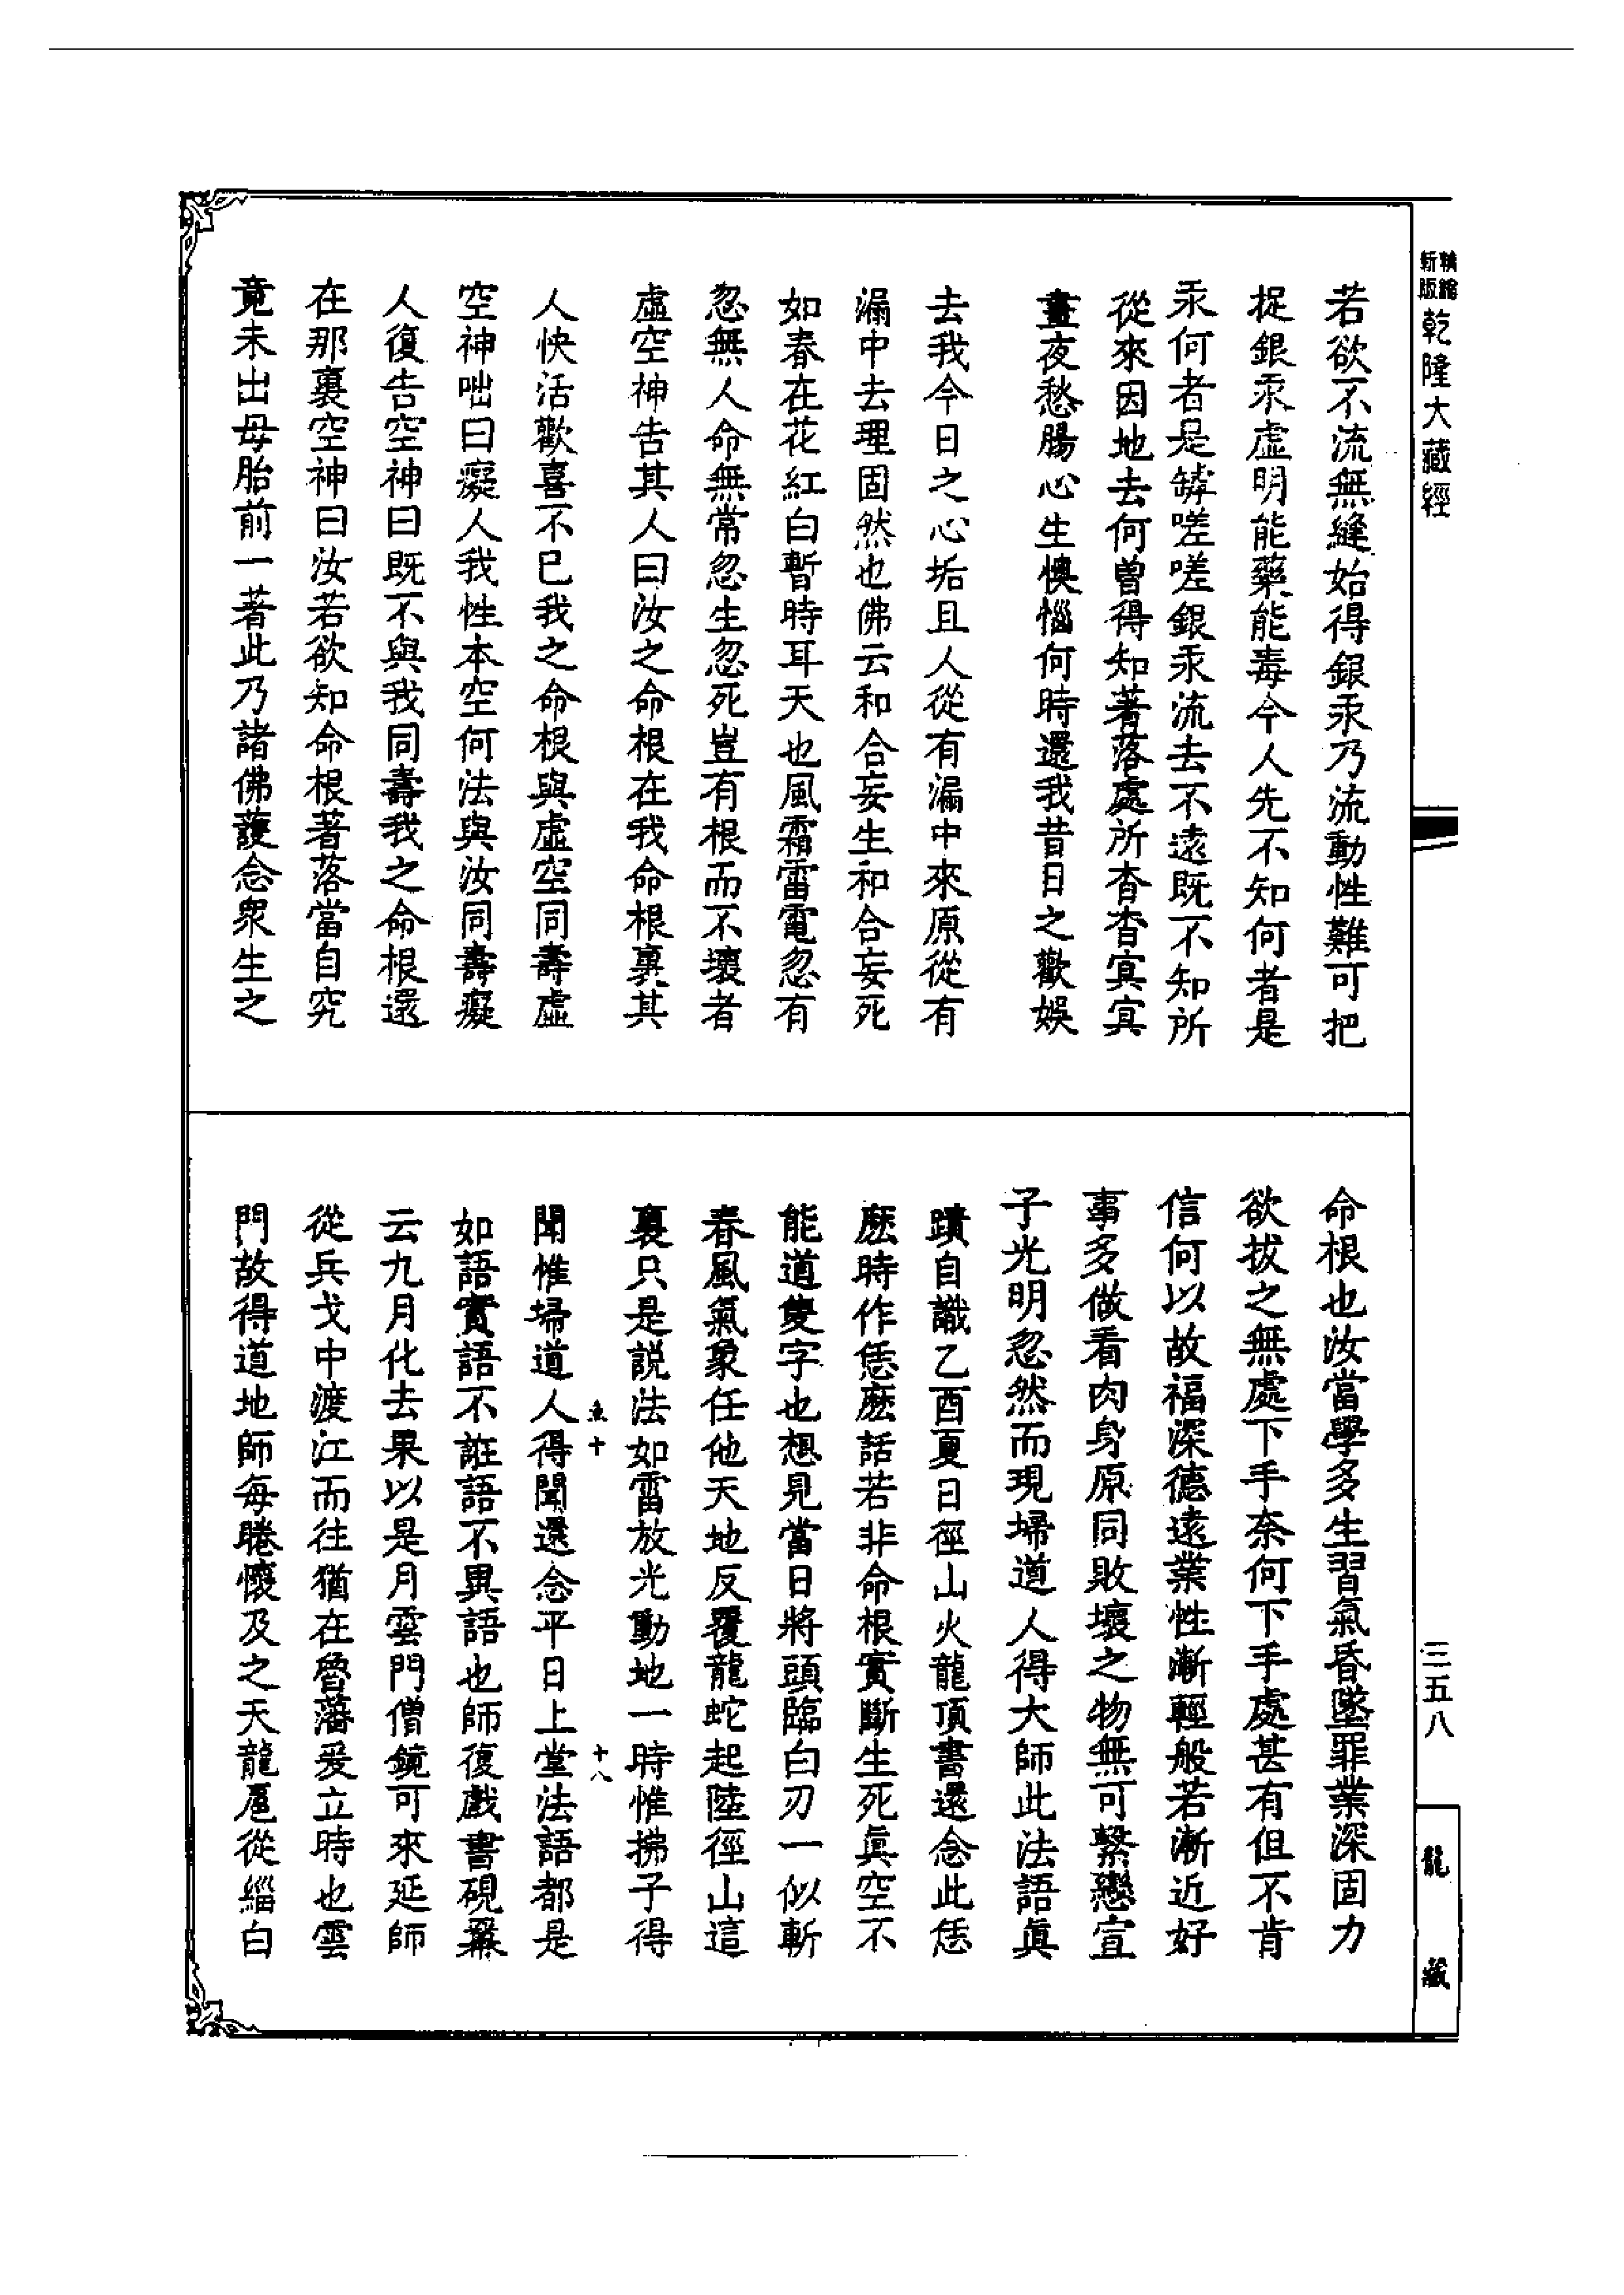 精編
新版
乾隆大藏經
若欲不流無縫始得銀汞乃流動性難可把
捉銀汞虛明能藥能毒今人先不知何者是
汞何者是罅嗟嗟銀汞流去不遠既不知所
從來因地去何曾得知著落處所杳杳冥冥
晝夜愁腸心生懊惱何時還我昔日之歡娛
去我今日之心垢且人從有漏中來原從有
漏中去理固然也佛云和合妄生和合妄死
如春在花紅白暫時耳天也風霜雷電忽有
忽無人命無常忽生忽死豈有根而不壞者
虛空神告其人曰汝之命根在我命根裏其
人快活歡喜不已我之命根與虛空同壽虛
空神咄曰癡人我性本空何法與汝同壽癡
人復告空神曰既不與我同壽我之命根還
在那裏空神曰汝若欲知命根著落當自究
竟未出母胎前一著此乃諸佛護念眾生之
命根也汝當學多生習氣昏墜罪業深固力
欲拔之無處下手奈何下手處甚有但不肯
信何以故福深德遠業性漸輕般若漸近好
事多做看肉身原同敗壞之物無可繫戀宣
子光明忽然而現埽道人得大師此法語眞
蹟自識乙酉夏日徑山火龍頂書還念此恁
麽時作恁麽話若非命根實斷生死眞空不
能道隻字也想見當日將頭臨白刃一似斬
春風氣象任他天地反覆龍蛇起陸徑山這
裏只是説法如雷放光動地一時惟拂子得
聞惟埽道人得聞還念平日上堂法語都是
魚十
十八
如語實語不誑語不異語也師復戲書硯幕
云九月化去果以是月雲門僧鏡可來延師
從兵戈中渡江而往猶在魯藩爰立時也雲
門故得道地師每睠懷及之天龍扈從緇白
三五八
龍藏